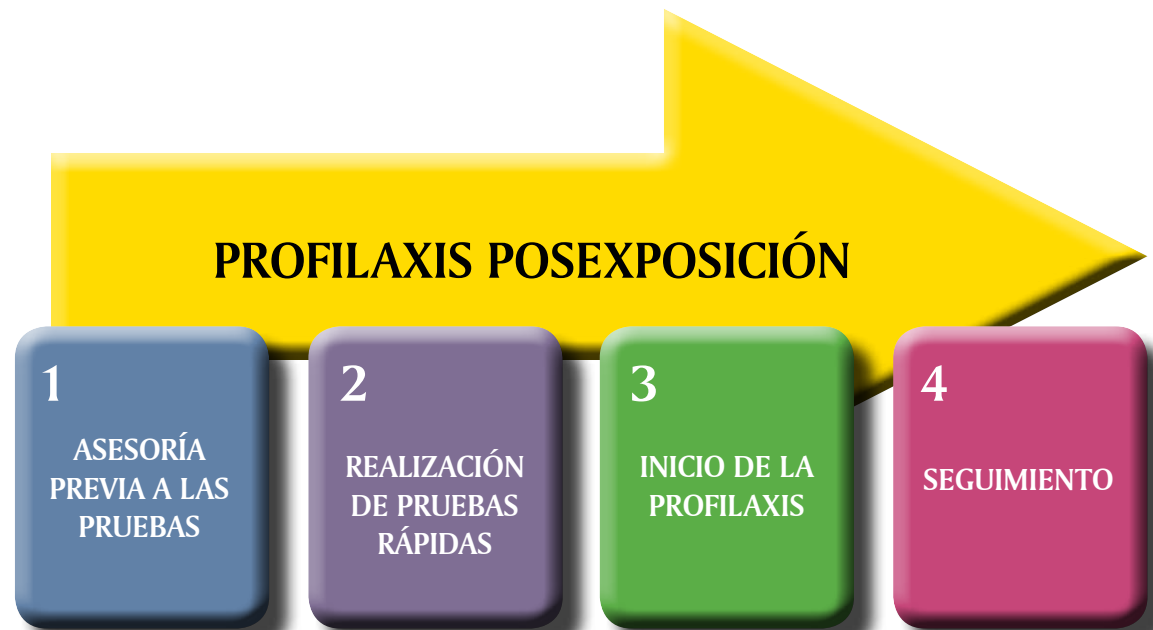 PROFILAXIS POSEXPOSICIÓN
1
ASESORÍA
PREVIA A LAS
PRUEBAS
2
REALIZACIÓN
DE PRUEBAS
RÁPIDAS
3
INICIO DE LA
PROFILAXIS
4
SEGUIMIENTO